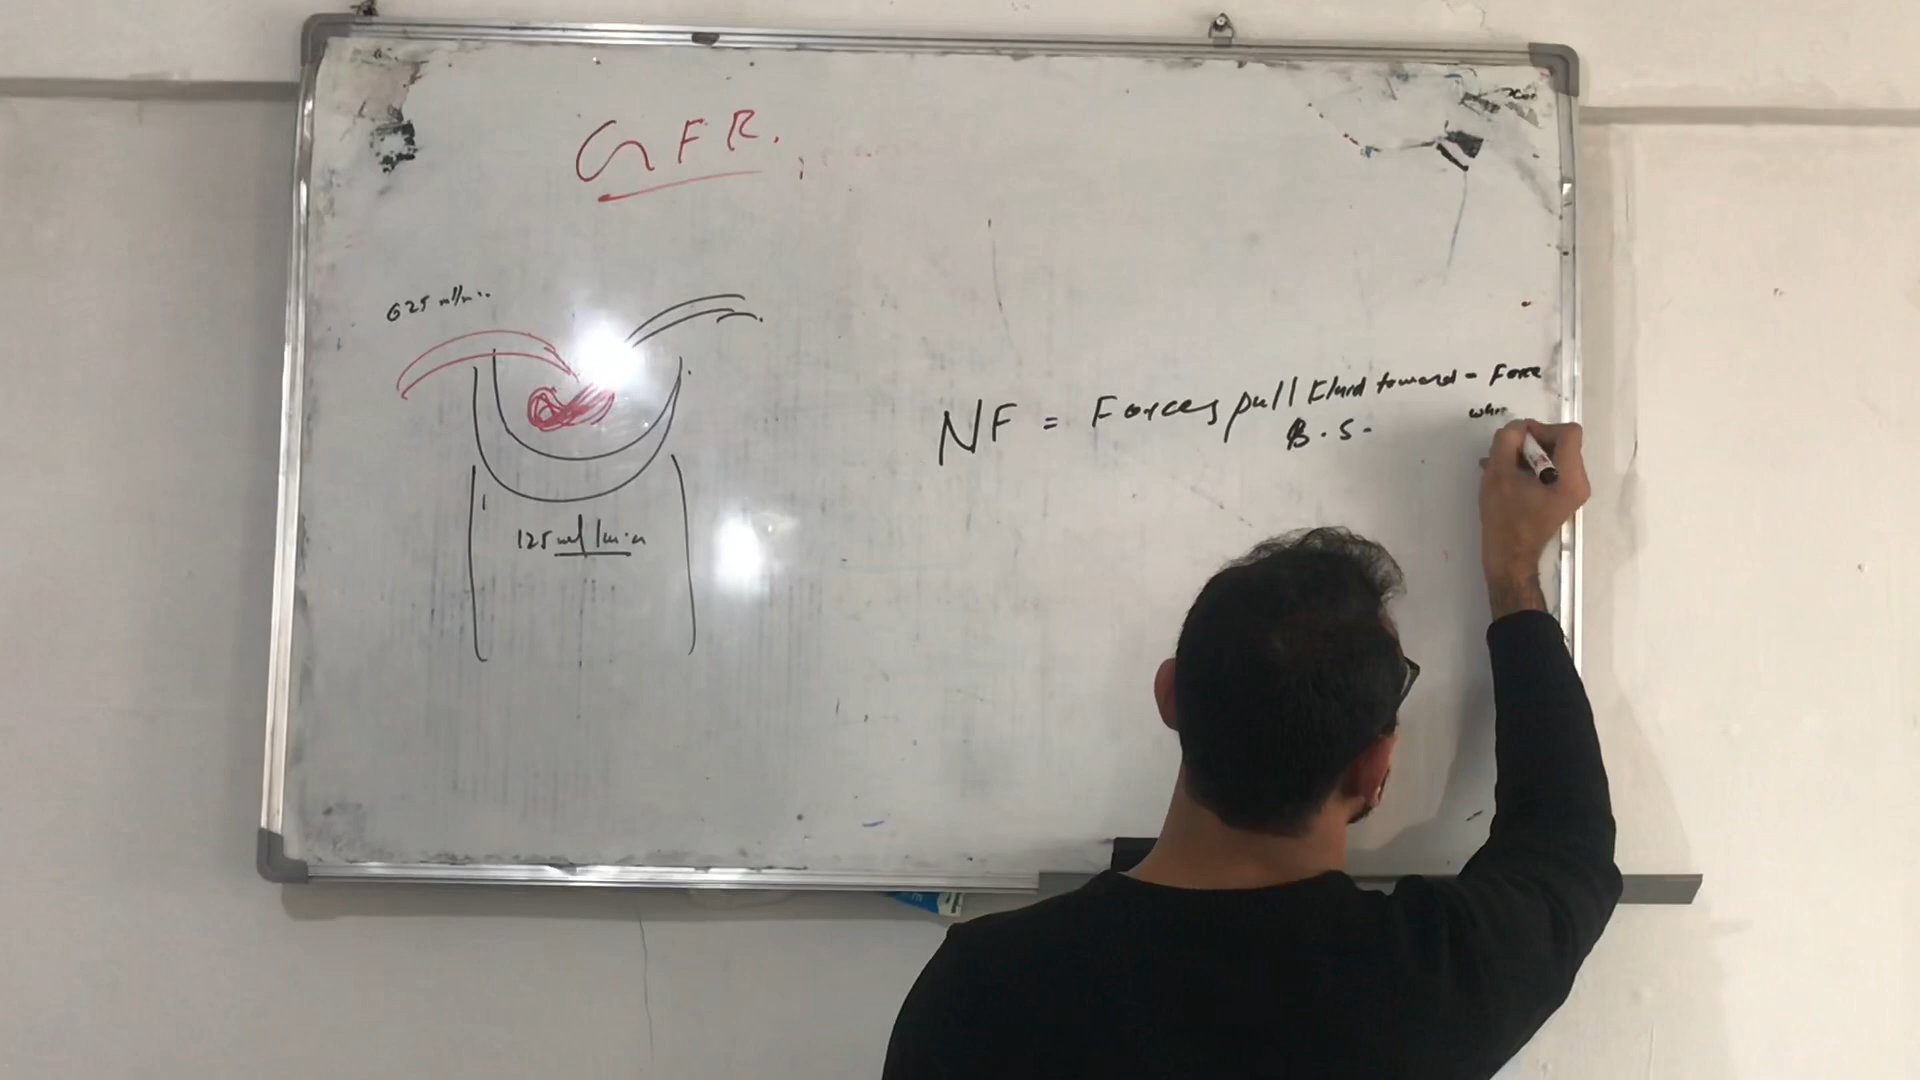 GFR.
625 ml/min
NF = Forces pull Fluid toward - Force
B.S.
125 ml/min